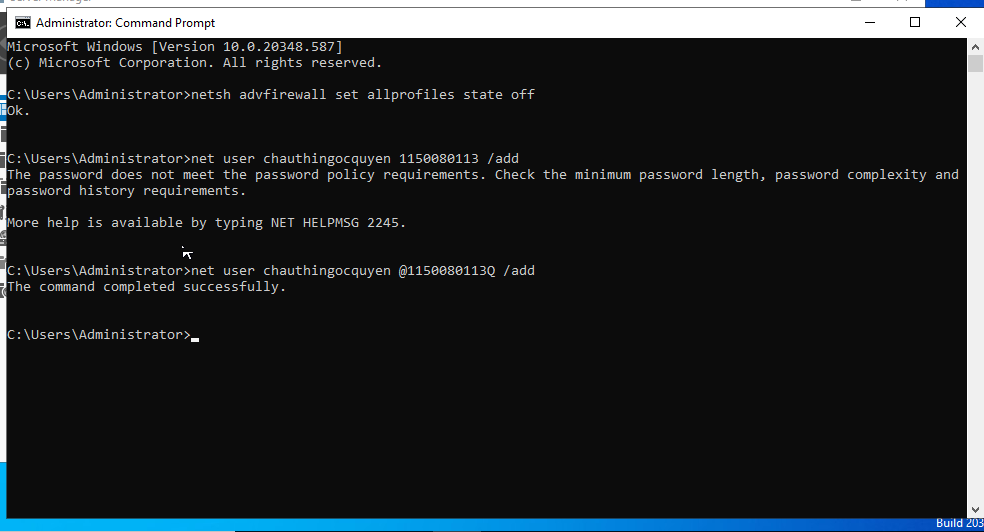 Administrator: Command Prompt
Microsoft Windows [Version 10.0.20348.587]
(c) Microsoft Corporation. All rights reserved.
C:\Users\Administrator>netsh advfirewall set allprofiles state off
Ok.
C:\Users\Administrator>net user chauthingocquyen 1150080113 /add
The password does not meet the password policy requirements. Check the minimum password length, password complexity and
password history requirements.
More help is available by typing NET HELPMSG 2245.
C:\Users\Administrator>net user chauthingocquyen @1150080113Q /add
The command completed successfully.
C:\Users\Administrator>
Build 203